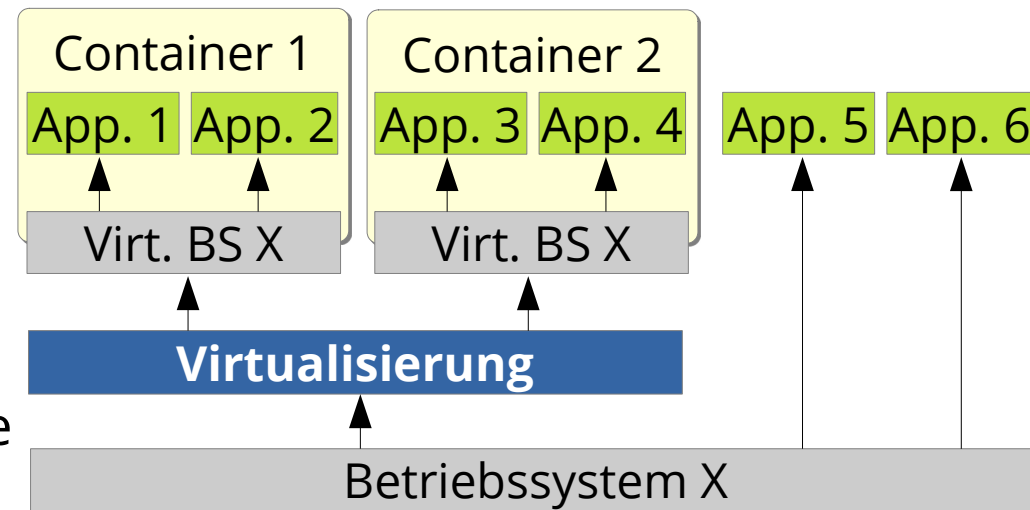 Container 1
Container 2
App. 1 App. 2 App. 3 App. 4 App. 5 App. 6
Virt. BS X
Virt. BS X
Virtualisierung
e
Betriebssystem X